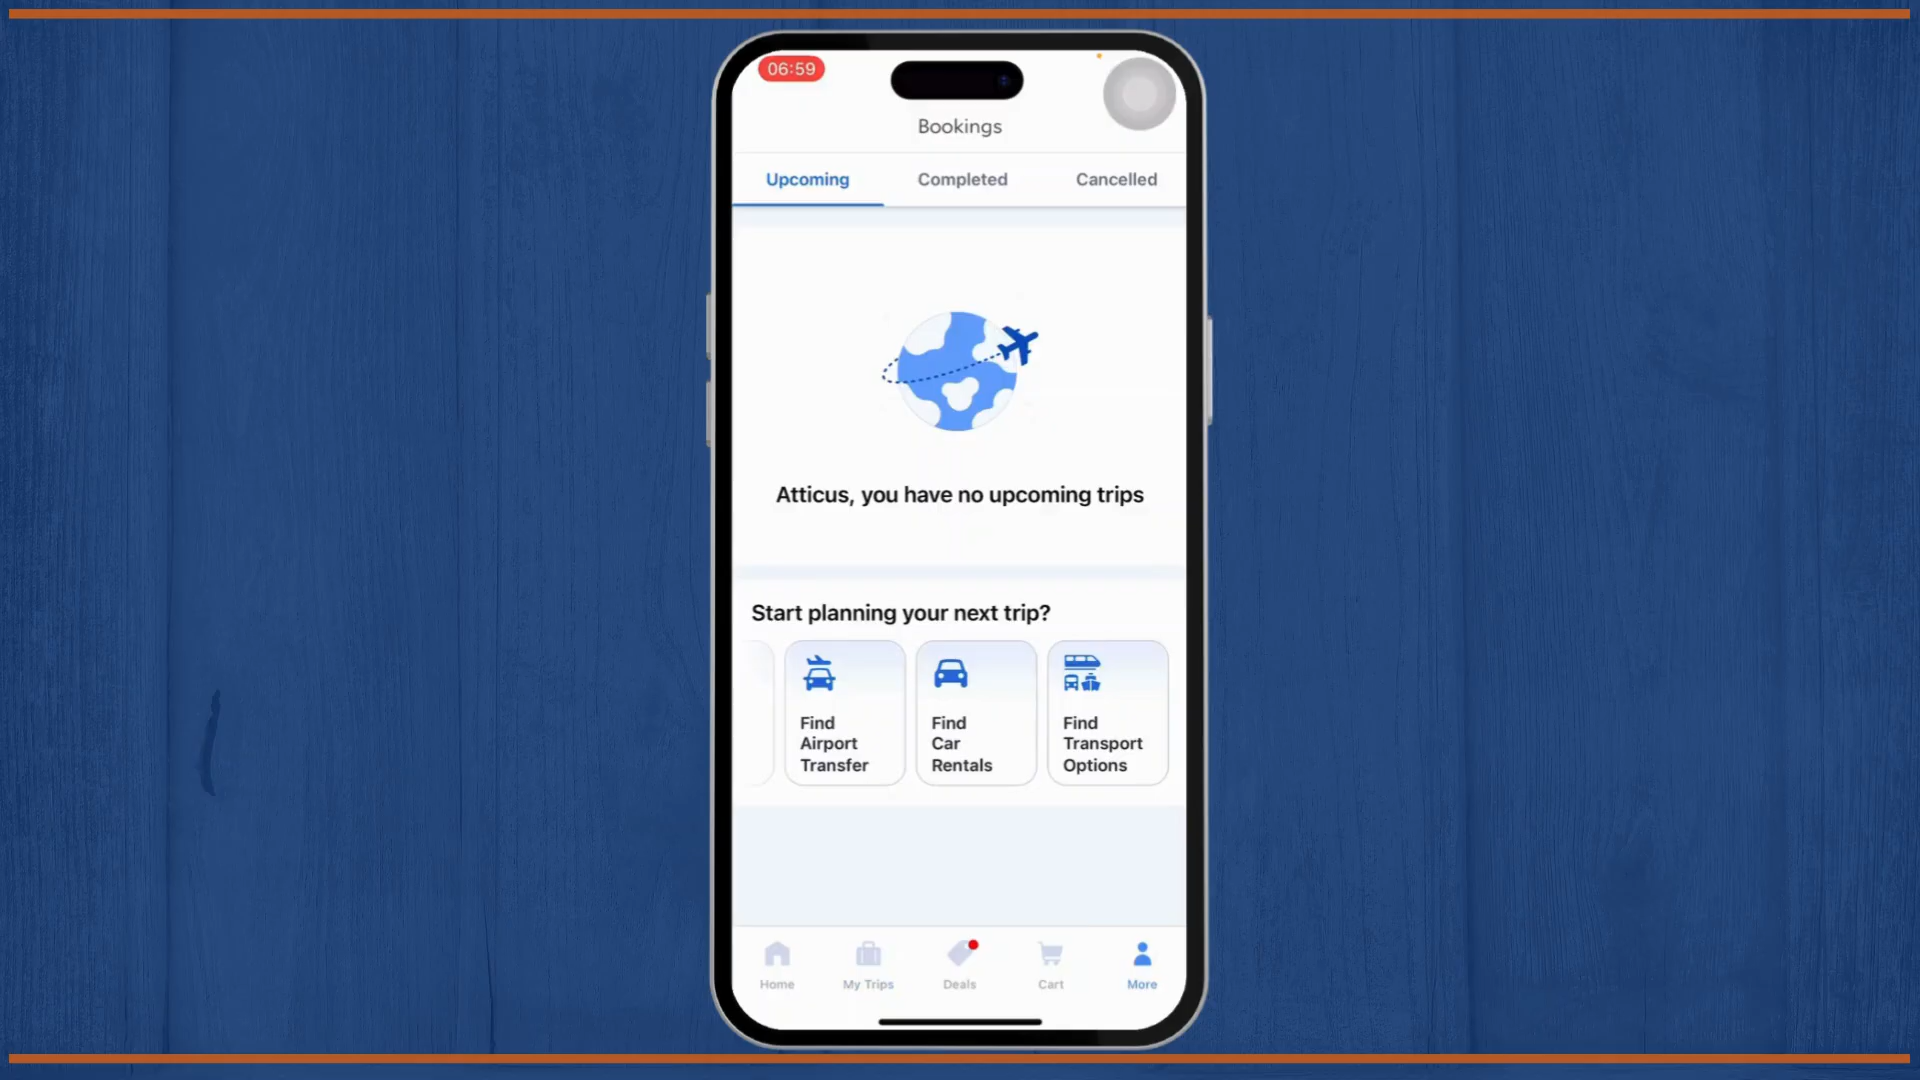 06:59
Bookings
Upcoming Completed Cancelled
Atticus, you have no upcoming trips
Start planning your next trip?
Find
Airport
Transfer
Find
Car
Rentals
Find
Transport
Options
Home My Trips Deals Cart More